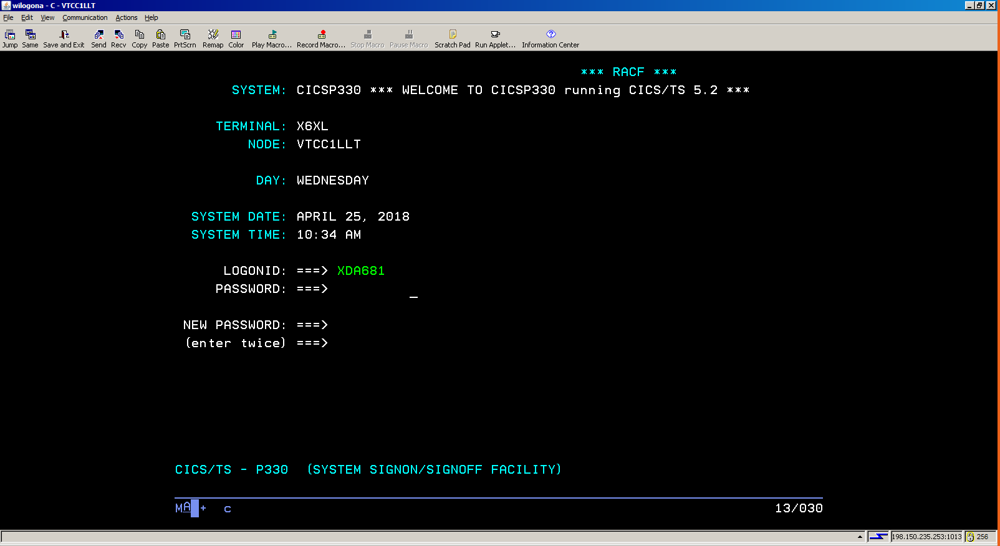 wilogona - C - VTCC1LLT
File Edit View Communication Actions Help
Jump Same Save and Exit Send Recv Copy Paste PrtScrn Remap Color Play Macro... Record Macro... Stop Macro Pause Macro Scratch Pad Run Applet... Information Center
*** RACF ***
SYSTEM: CICSP330 *** WELCOME TO CICSP330 running CICS/TS 5.2 ***
TERMINAL: X6XL
NODE: VTCC1LLT
DAY: WEDNESDAY
SYSTEM DATE: APRIL 25, 2018
SYSTEM TIME: 10:34 AM
LOGONID: ===> XDA681
PASSWORD: ===> _
NEW PASSWORD: ===>
(enter twice) ===>
CICS/TS - P330 (SYSTEM SIGNON/SIGNOFF FACILITY)
MA + c 13/030
198.150.235.253:1013 256